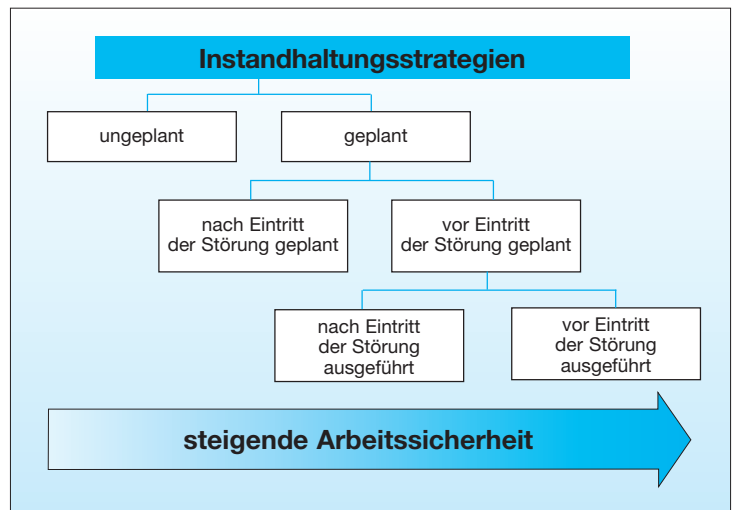 Instandhaltungsstrategien
ungeplant
geplant
nach Eintritt
der Störung geplant
vor Eintritt
der Störung geplant
nach Eintritt
der Störung
ausgeführt
vor Eintritt
der Störung
ausgeführt
steigende Arbeitssicherheit